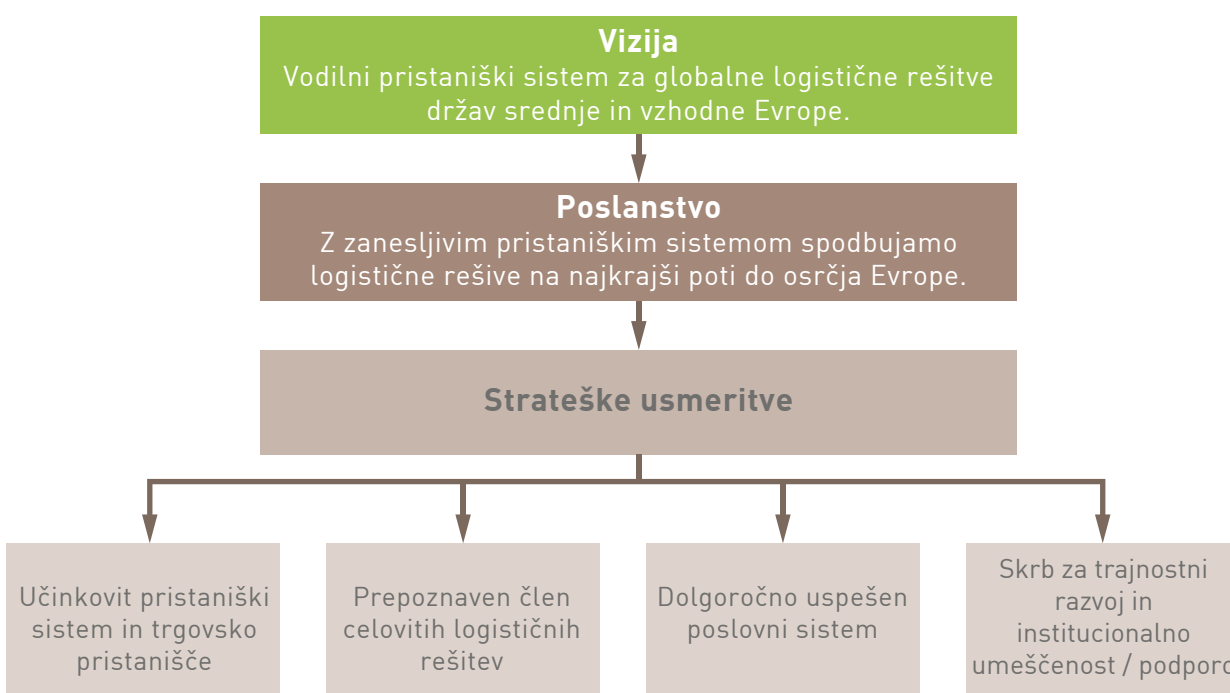 Vizija
Vodilni pristaniški sistem za globalne logistične rešitve
držav srednje in vzhodne Evrope.
Poslanstvo
Z zanesljivim pristaniškim sistemom spodbujamo
logistične rešive na najkrajši poti do osrčja Evrope.
Strateške usmeritve
Učinkovit pristaniški
sistem in trgovsko
pristanišče
Prepoznaven člen
celovitih logističnih
rešitev
Dolgoročno uspešen
poslovni sistem
Skrb za trajnostni
razvoj in
institucionalno
umeščenost / podporo